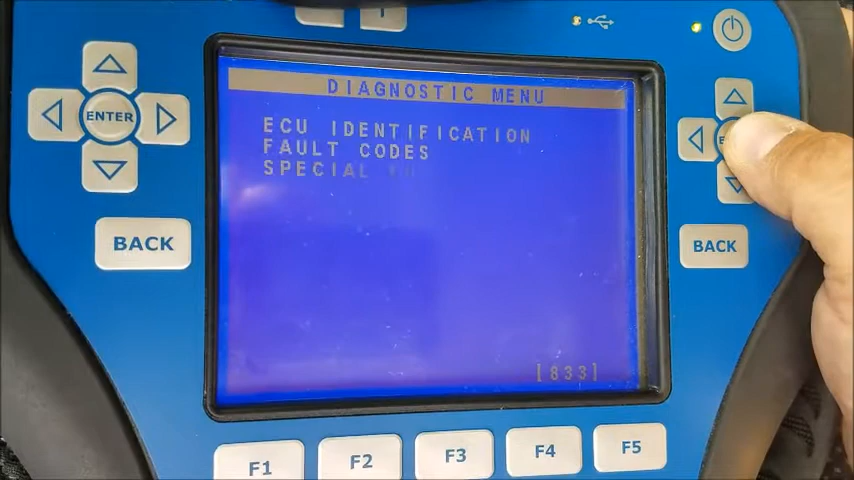 DIAGNOSTIC MENU
ECU IDENTIFICATION
FAULT CODES
SPECIAL
[833]
ENTER
BACK
BACK
F1
F2
F3
F4
F5